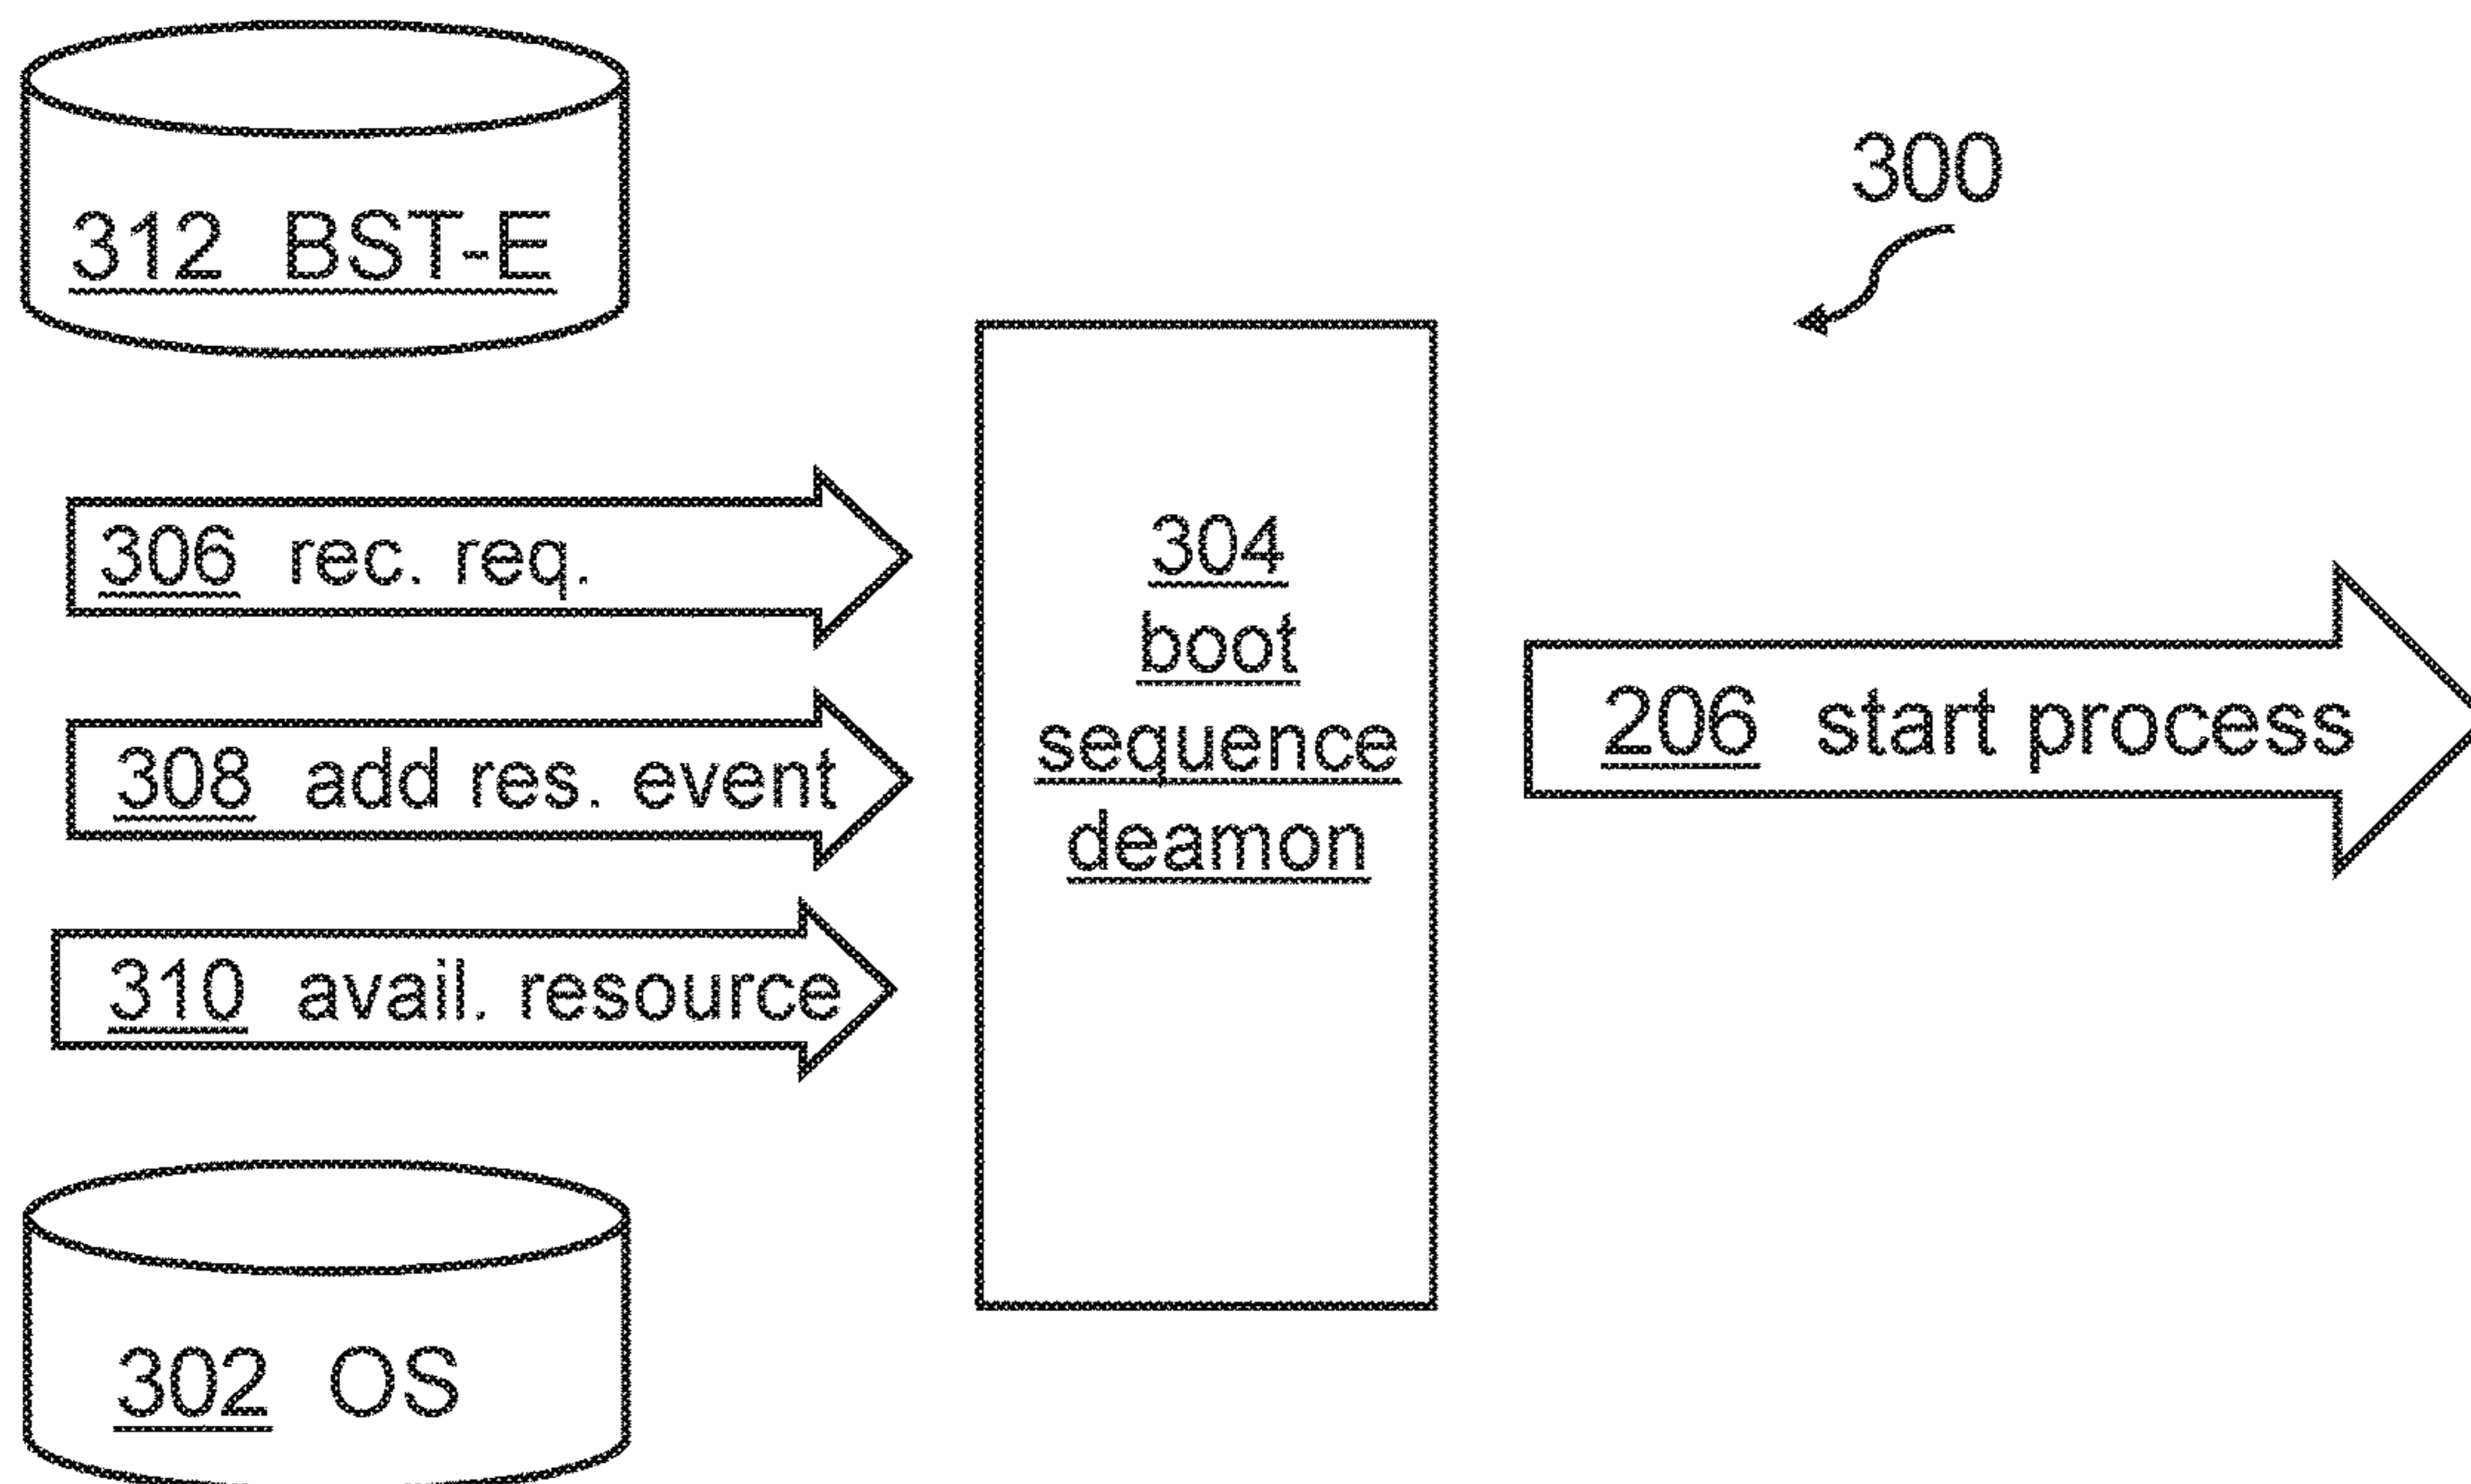 312 BST-E
300
306 rec. req.
304
boot
sequence
deamon
308 add res. event
206 start process
310 avail. resource
302 OS